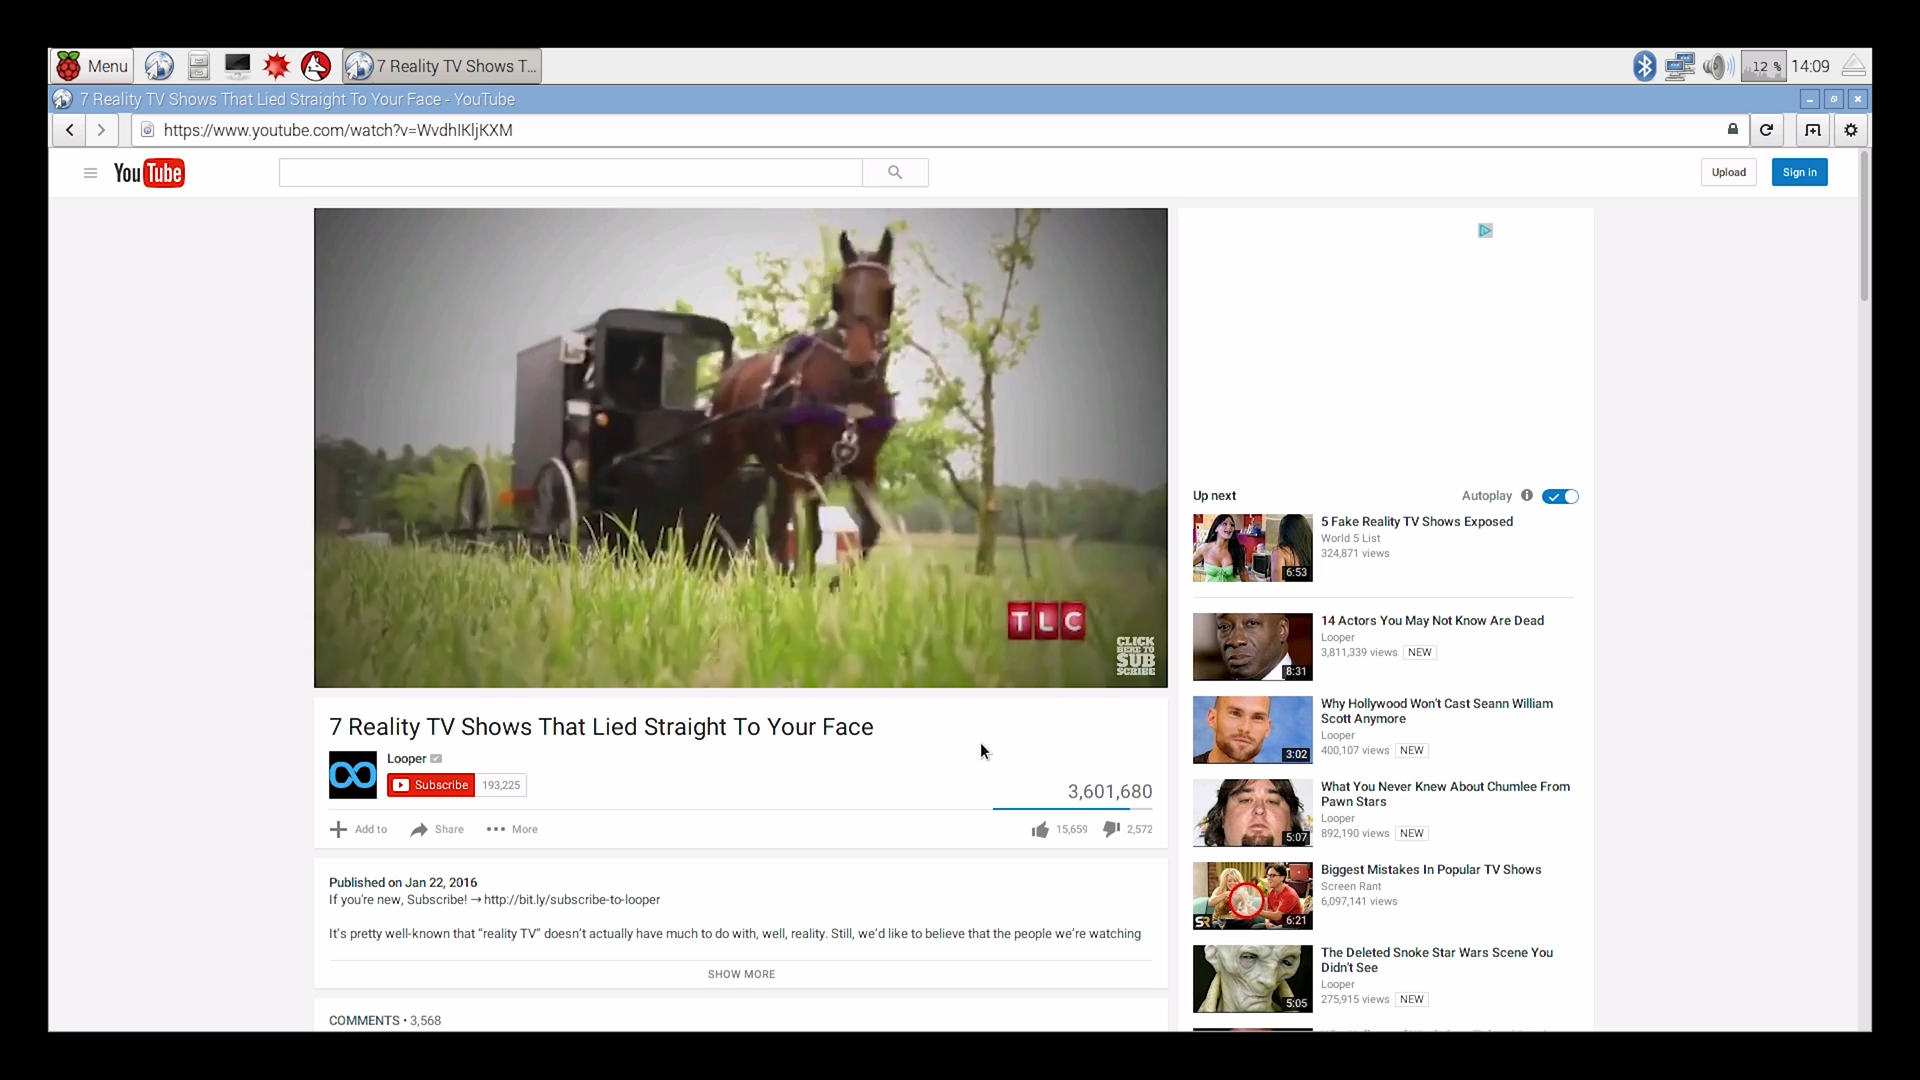 Menu
7 Reality TV Shows T...
12 %
14:09
7 Reality TV Shows That Lied Straight To Your Face - YouTube
https://www.youtube.com/watch?v=WvdhIKljKXM
YouTube
Upload
Sign in
TLC
CLICK
HERE TO
SUB
SCRIBE
7 Reality TV Shows That Lied Straight To Your Face
Looper
Subscribe 193,225
3,601,680
Add to Share More
15,659 2,572
Published on Jan 22, 2016
If you're new, Subscribe! → http://bit.ly/subscribe-to-looper
It's pretty well-known that “reality TV” doesn't actually have much to do with, well, reality. Still, we'd like to believe that the people we're watching
SHOW MORE
COMMENTS • 3,568
Up next
Autoplay
5 Fake Reality TV Shows Exposed
World 5 List
324,871 views
6:53
14 Actors You May Not Know Are Dead
Looper
3,811,339 views NEW
8:31
Why Hollywood Won't Cast Seann William
Scott Anymore
Looper
400,107 views NEW
3:02
What You Never Knew About Chumlee From
Pawn Stars
Looper
892,190 views NEW
5:07
Biggest Mistakes In Popular TV Shows
Screen Rant
6,097,141 views
SR
6:21
The Deleted Snoke Star Wars Scene You
Didn't See
Looper
275,915 views NEW
5:05